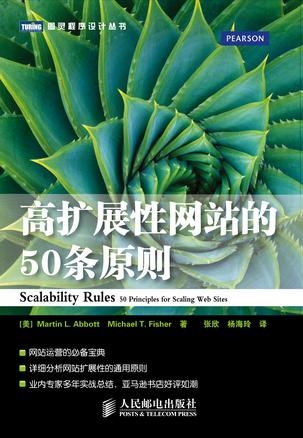 TURING 图灵程序设计丛书
PEARSON
高扩展性网站的
50条原则
Scalability Rules 50 Principles for Scaling Web Sites
[美] Martin L. Abbott Michael T. Fisher 著 张欣 杨海玲 译
网站运营的必备宝典
详细分析网站扩展性的通用原则
业内专家多年实战总结，亚马逊书店好评如潮
人民邮电出版社
POSTS & TELECOM PRESS